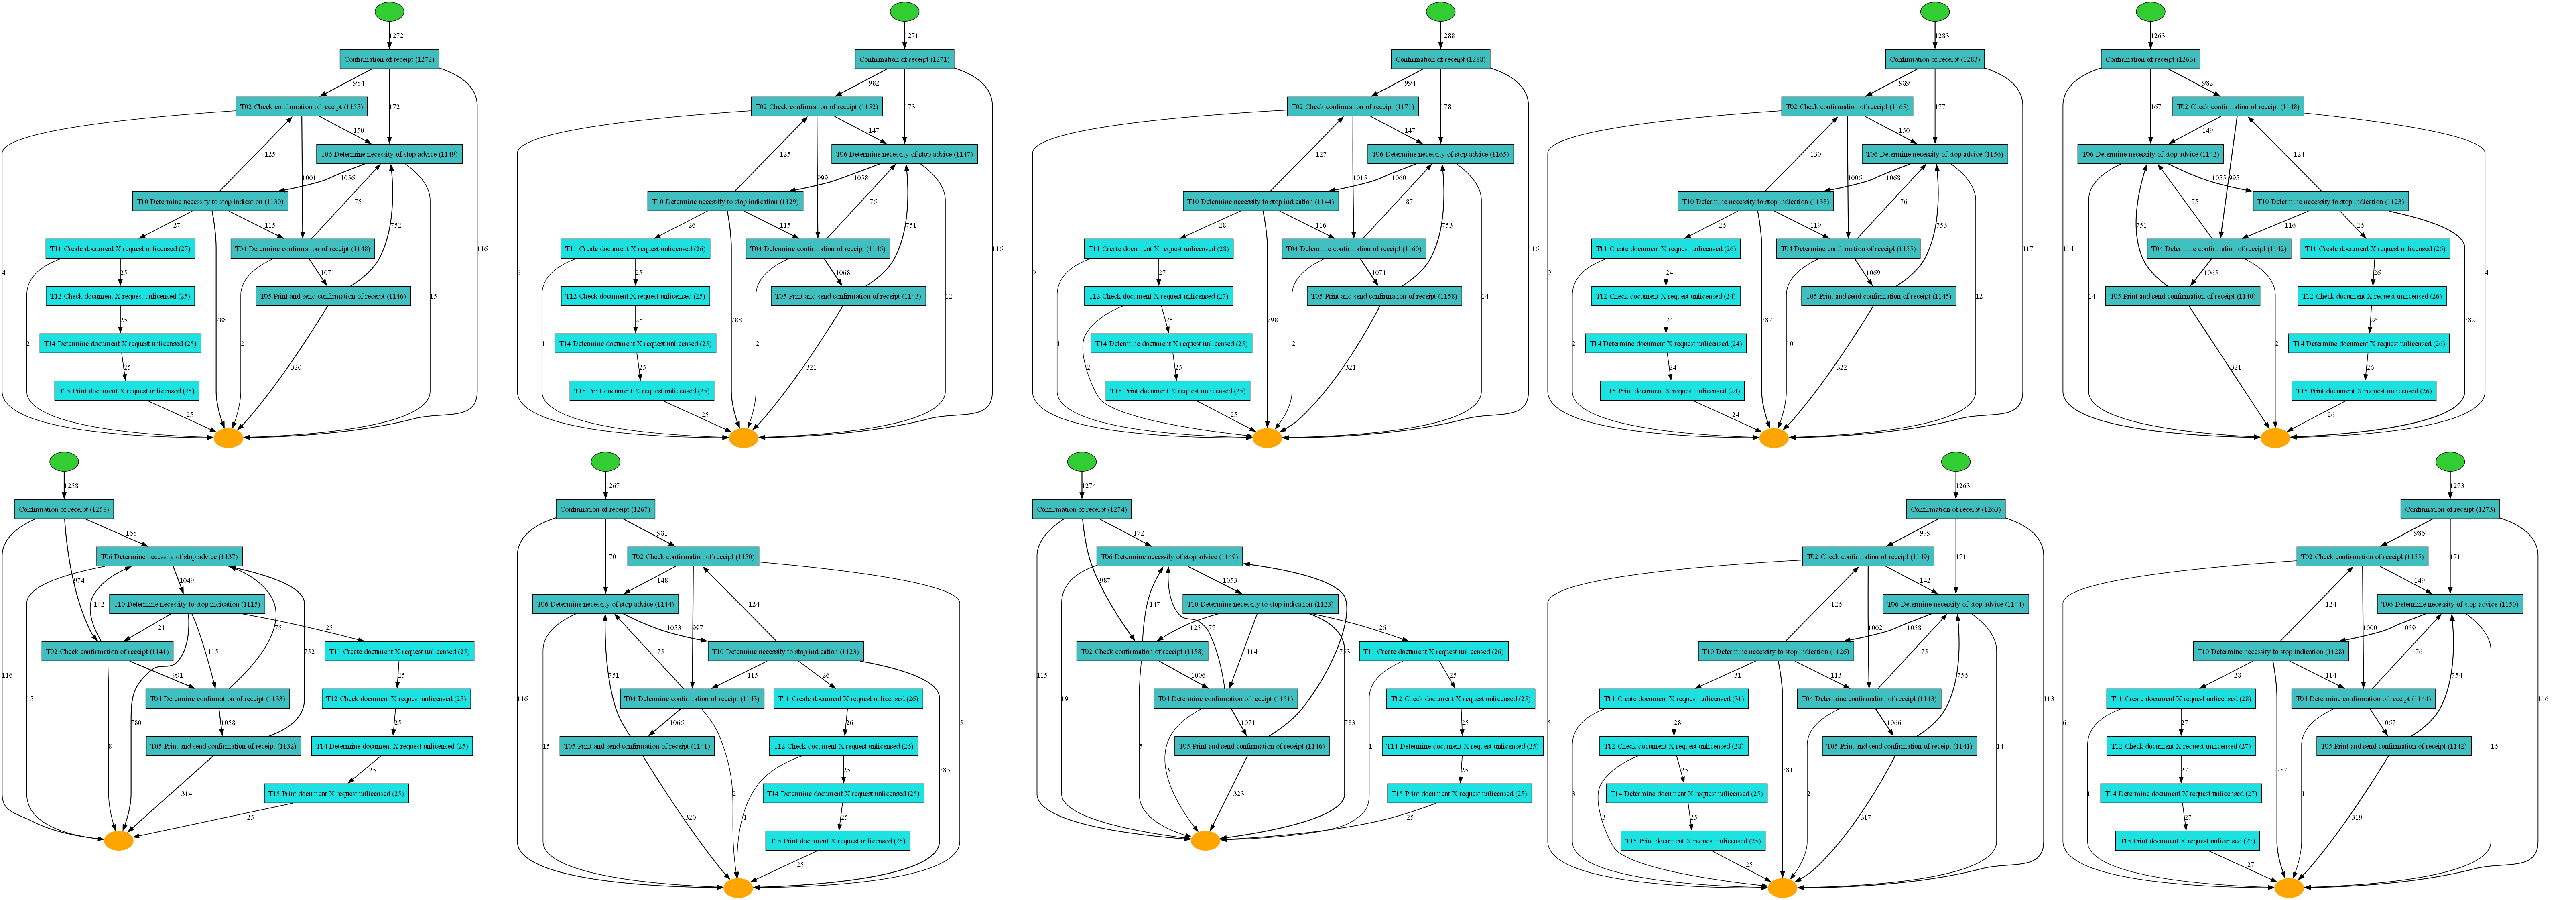 1272
Confirmation of receipt (1272)
984
172
T02 Check confirmation of receipt (1155)
150
116
T06 Determine necessity of stop advice (1149)
125
1001
1056
75
752
T10 Determine necessity to stop indication (1130)
27
115
T11 Create document X request unlicensed (27)
T04 Determine confirmation of receipt (1148)
4
25
1071
T12 Check document X request unlicensed (25)
T05 Print and send confirmation of receipt (1146)
15
25
788
2
2
T14 Determine document X request unlicensed (25)
25
320
T15 Print document X request unlicensed (25)
25
1271
Confirmation of receipt (1271)
982
173
T02 Check confirmation of receipt (1152)
147
116
T06 Determine necessity of stop advice (1147)
125
999
1058
76
751
T10 Determine necessity to stop indication (1129)
26
115
T11 Create document X request unlicensed (26)
T04 Determine confirmation of receipt (1146)
6
25
1068
T12 Check document X request unlicensed (25)
T05 Print and send confirmation of receipt (1143)
12
25
788
1
2
T14 Determine document X request unlicensed (25)
25
321
T15 Print document X request unlicensed (25)
25
1288
Confirmation of receipt (1288)
994
178
T02 Check confirmation of receipt (1171)
147
116
T06 Determine necessity of stop advice (1165)
127
1015
1060
87
753
T10 Determine necessity to stop indication (1144)
28
116
T11 Create document X request unlicensed (28)
T04 Determine confirmation of receipt (1160)
9
27
1071
T12 Check document X request unlicensed (27)
T05 Print and send confirmation of receipt (1158)
14
25
798
1
2
T14 Determine document X request unlicensed (25)
2
25
321
T15 Print document X request unlicensed (25)
25
1283
Confirmation of receipt (1283)
989
177
T02 Check confirmation of receipt (1165)
150
117
T06 Determine necessity of stop advice (1156)
130
1006
1068
76
753
T10 Determine necessity to stop indication (1138)
26
119
T11 Create document X request unlicensed (26)
T04 Determine confirmation of receipt (1155)
9
24
1069
T12 Check document X request unlicensed (24)
T05 Print and send confirmation of receipt (1145)
12
24
787
2
10
T14 Determine document X request unlicensed (24)
24
322
T15 Print document X request unlicensed (24)
24
1263
Confirmation of receipt (1263)
167
982
T02 Check confirmation of receipt (1148)
149
114
T06 Determine necessity of stop advice (1142)
124
995
1055
75
751
T10 Determine necessity to stop indication (1123)
116
26
T04 Determine confirmation of receipt (1142)
T11 Create document X request unlicensed (26)
4
1065
26
T05 Print and send confirmation of receipt (1140)
T12 Check document X request unlicensed (26)
14
26
782
2
T14 Determine document X request unlicensed (26)
321
26
T15 Print document X request unlicensed (26)
26
1258
Confirmation of receipt (1258)
168
974
T06 Determine necessity of stop advice (1137)
1049
142
75
752
T10 Determine necessity to stop indication (1115)
121
115
25
T02 Check confirmation of receipt (1141)
T11 Create document X request unlicensed (25)
116
991
25
15
T04 Determine confirmation of receipt (1133)
T12 Check document X request unlicensed (25)
780
1058
25
8
T05 Print and send confirmation of receipt (1132)
T14 Determine document X request unlicensed (25)
25
314
T15 Print document X request unlicensed (25)
25
1267
Confirmation of receipt (1267)
981
170
T02 Check confirmation of receipt (1150)
148
T06 Determine necessity of stop advice (1144)
124
997
1053
75
751
T10 Determine necessity to stop indication (1123)
115
26
116
T04 Determine confirmation of receipt (1143)
T11 Create document X request unlicensed (26)
1066
26
5
T05 Print and send confirmation of receipt (1141)
T12 Check document X request unlicensed (26)
15
25
783
2
T14 Determine document X request unlicensed (25)
320
1
25
T15 Print document X request unlicensed (25)
25
1274
Confirmation of receipt (1274)
172
987
T06 Determine necessity of stop advice (1149)
1053
147
77
753
T10 Determine necessity to stop indication (1123)
125
114
26
T02 Check confirmation of receipt (1158)
T11 Create document X request unlicensed (26)
115
1006
25
19
T04 Determine confirmation of receipt (1151)
T12 Check document X request unlicensed (25)
783
1071
25
5
1
T05 Print and send confirmation of receipt (1146)
T14 Determine document X request unlicensed (25)
3
323
25
T15 Print document X request unlicensed (25)
25
1263
Confirmation of receipt (1263)
979
171
T02 Check confirmation of receipt (1149)
142
T06 Determine necessity of stop advice (1144)
126
1002
1058
75
756
T10 Determine necessity to stop indication (1126)
31
113
113
T11 Create document X request unlicensed (31)
T04 Determine confirmation of receipt (1143)
5
28
1066
T12 Check document X request unlicensed (28)
T05 Print and send confirmation of receipt (1141)
14
25
781
3
2
T14 Determine document X request unlicensed (25)
3
25
317
T15 Print document X request unlicensed (25)
25
1273
Confirmation of receipt (1273)
986
171
T02 Check confirmation of receipt (1155)
149
T06 Determine necessity of stop advice (1150)
124
1000
1059
76
754
T10 Determine necessity to stop indication (1128)
28
114
116
T11 Create document X request unlicensed (28)
T04 Determine confirmation of receipt (1144)
6
27
1067
T12 Check document X request unlicensed (27)
T05 Print and send confirmation of receipt (1142)
16
27
787
1
1
T14 Determine document X request unlicensed (27)
27
319
T15 Print document X request unlicensed (27)
27